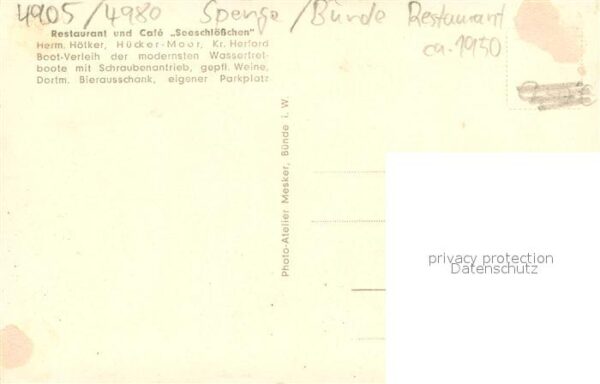 4905/4980 Spenge/Bünde Restaurant
ca. 1950
Restaurant und Café „Seeschlößchen"
Herm. Hölker, Hücker-Moor, Kr. Herford
Boot-Verleih der modernsten Wassertret-
boote mit Schraubenantrieb, gepfl. Weine,
Dortm. Bierausschank, eigener Parkplatz
Photo-Atelier Mesker, Bünde i. W.
privacy protection
Datenschutz